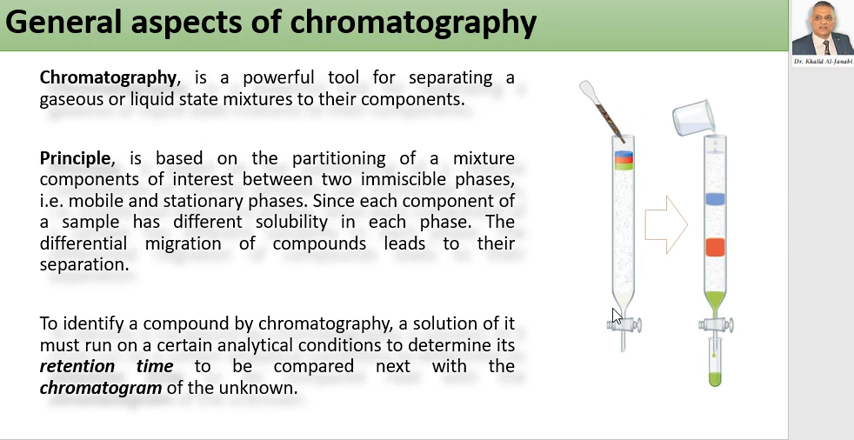 General aspects of chromatography
Dr. Khalid Al-Janabi
Chromatography, is a powerful tool for separating a
gaseous or liquid state mixtures to their components.
Principle, is based on the partitioning of a mixture
components of interest between two immiscible phases,
i.e. mobile and stationary phases. Since each component of
a sample has different solubility in each phase. The
differential migration of compounds leads to their
separation.
To identify a compound by chromatography, a solution of it
must run on a certain analytical conditions to determine its
retention time to be compared next with the
chromatogram of the unknown.